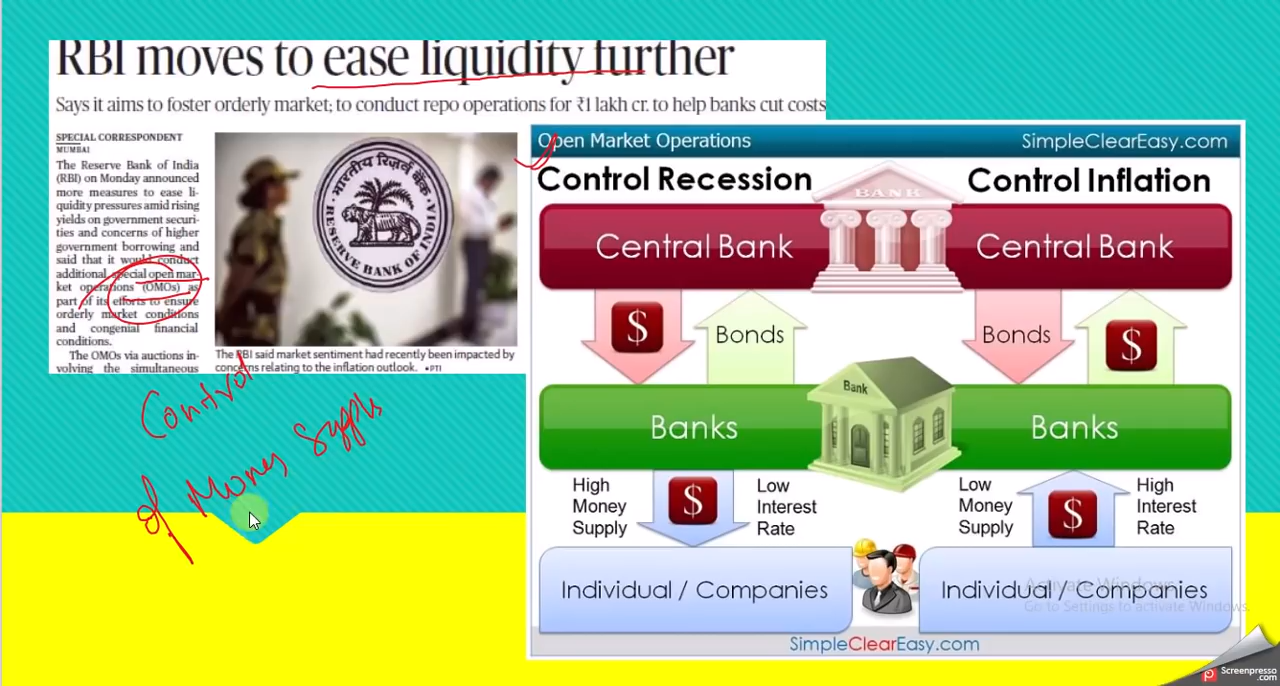 RBI moves to ease liquidity further
Says it aims to foster orderly market; to conduct repo operations for ₹1 lakh cr. to help banks cut costs
SPECIAL CORRESPONDENT
MUMBAI
The Reserve Bank of India
(RBI) on Monday announced
more measures to ease li-
quidity pressures amid rising
yields on government securi-
ties and concerns of higher
government borrowing and
said that it would conduct
additional special open mar-
ket operations (OMOs) as
part of its efforts to ensure
orderly market conditions
and congenial financial
conditions.
The OMOs via auctions in-
volving the simultaneous
भारतीय रिज़र्व बैंक
RESERVE BANK OF INDIA
The RBI said market sentiment had recently been impacted by
concerns relating to the inflation outlook. •PTI
Control
of Money Supply
Open Market Operations
SimpleClearEasy.com
Control Recession
BANK
Control Inflation
Central Bank
Central Bank
$
Bonds
Bonds
$
Banks
Bank
Banks
High
Money
Supply
$
Low
Interest
Rate
Low
Money
Supply
$
High
Interest
Rate
Individual / Companies
Individual / Companies
SimpleClearEasy.com
Activate Windows
Go to Settings to activate Windows.
Screenpresso
.com